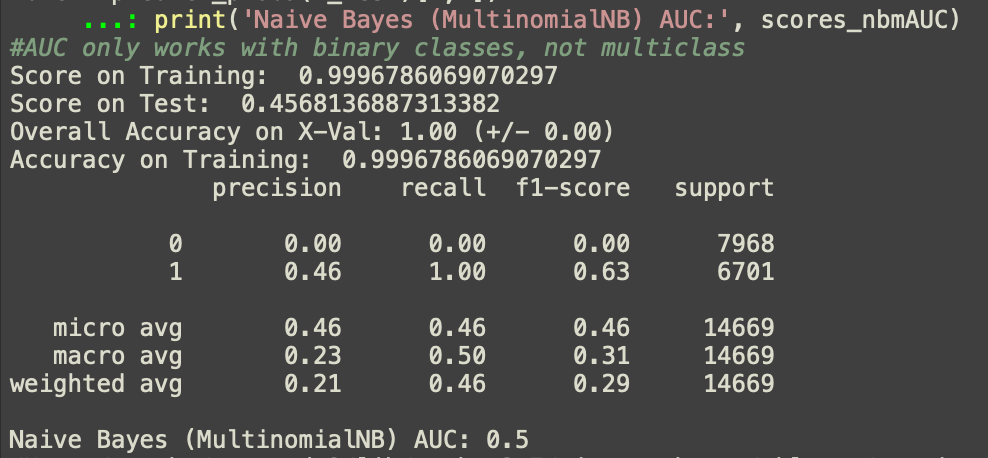 ...: print('Naive Bayes (MultinomialNB) AUC:', scores_nbmAUC)
#AUC only works with binary classes, not multiclass
Score on Training:  0.9996786069070297
Score on Test:  0.4568136887313382
Overall Accuracy on X-Val: 1.00 (+/- 0.00)
Accuracy on Training:  0.9996786069070297
precision    recall  f1-score   support
0       0.00      0.00      0.00      7968
1       0.46      1.00      0.63      6701
micro avg       0.46      0.46      0.46     14669
macro avg       0.23      0.50      0.31     14669
weighted avg       0.21      0.46      0.29     14669
Naive Bayes (MultinomialNB) AUC: 0.5